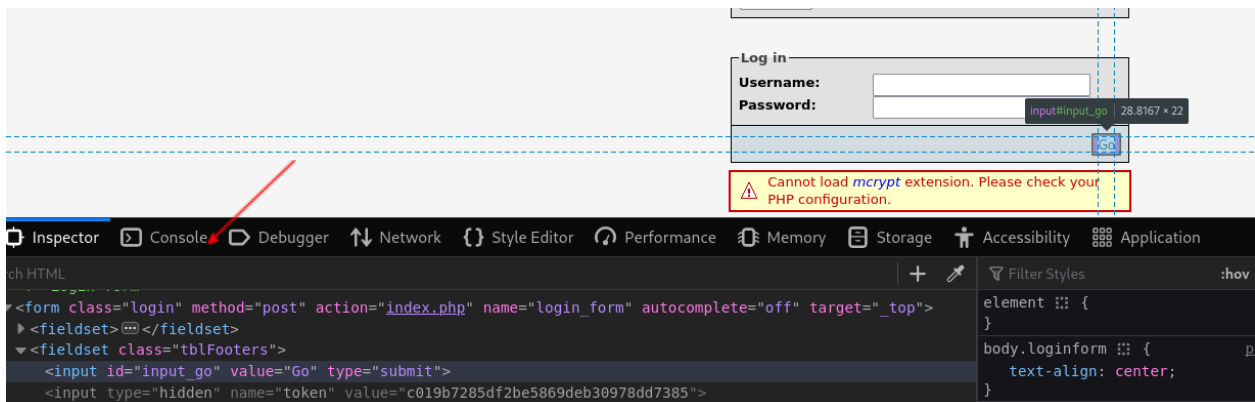 Log in
Username:
Password:
input#input_go | 28.8167 × 22
Go
Cannot load mcrypt extension. Please check your
PHP configuration.
Inspector Console Debugger Network Style Editor Performance Memory Storage Accessibility Application
rch HTML
Filter Styles :hov
<form class="login" method="post" action="index.php" name="login_form" autocomplete="off" target="_top">
<fieldset> </fieldset>
<fieldset class="tblFooters">
<input id="input_go" value="Go" type="submit">
<input type="hidden" name="token" value="c019b7285df2be5869deb30978dd7385">
element {
}
body.loginform {
text-align: center;
}